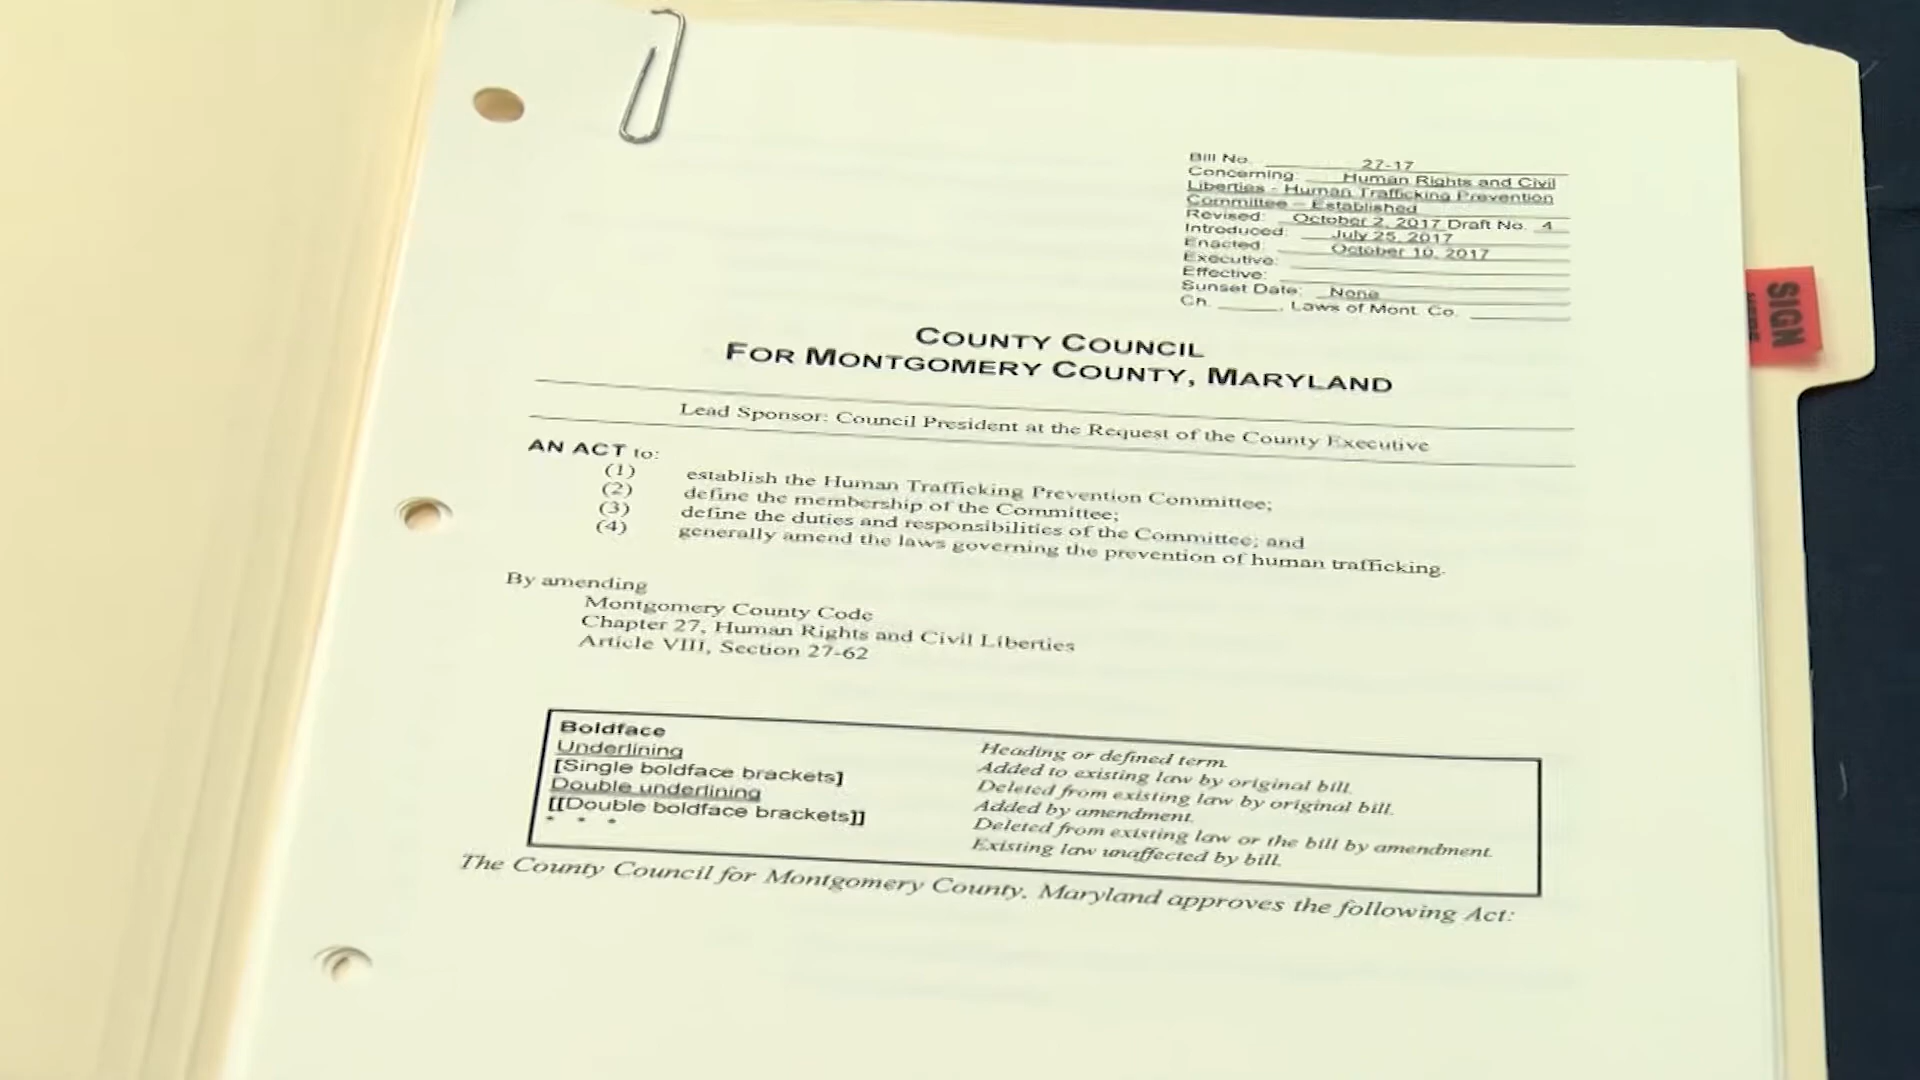 Bill No. 27-17
Concerning: Human Rights and Civil
Liberties - Human Trafficking Prevention
Committee – Established
Revised: October 2, 2017 Draft No. 4
Introduced: July 25, 2017
Enacted: October 10, 2017
Executive:
Effective:
Sunset Date: None
Ch. , Laws of Mont. Co.
SIGN
COUNTY COUNCIL
FOR MONTGOMERY COUNTY, MARYLAND
Lead Sponsor: Council President at the Request of the County Executive
AN ACT to:
(1) establish the Human Trafficking Prevention Committee;
(2) define the membership of the Committee;
(3) define the duties and responsibilities of the Committee; and
(4) generally amend the laws governing the prevention of human trafficking.
By amending
Montgomery County Code
Chapter 27, Human Rights and Civil Liberties
Article VIII, Section 27-62
Boldface Heading or defined term.
Underlining Added to existing law by original bill.
[Single boldface brackets] Deleted from existing law by original bill.
Double underlining Added by amendment.
[[Double boldface brackets]] Deleted from existing law or the bill by amendment.
* * * Existing law unaffected by bill.
The County Council for Montgomery County, Maryland approves the following Act: